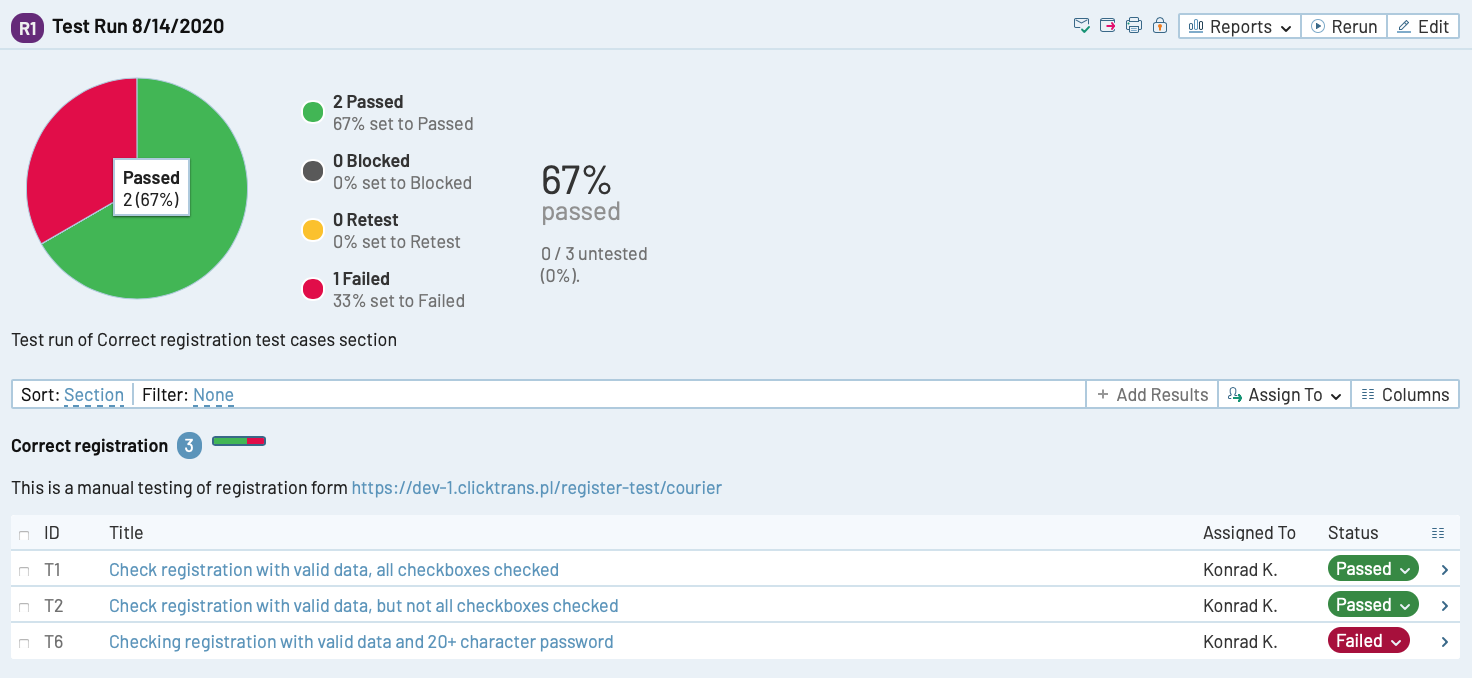 R1 Test Run 8/14/2020
Reports Rerun Edit
2 Passed
67% set to Passed
0 Blocked
0% set to Blocked
0 Retest
0% set to Retest
1 Failed
33% set to Failed
Passed
2 (67%)
67%
passed
0 / 3 untested
(0%).
Test run of Correct registration test cases section
Sort: Section Filter: None + Add Results Assign To Columns
Correct registration 3
This is a manual testing of registration form https://dev-1.clicktrans.pl/register-test/courier
ID Title Assigned To Status
T1 Check registration with valid data, all checkboxes checked Konrad K. Passed
T2 Check registration with valid data, but not all checkboxes checked Konrad K. Passed
T6 Checking registration with valid data and 20+ character password Konrad K. Failed